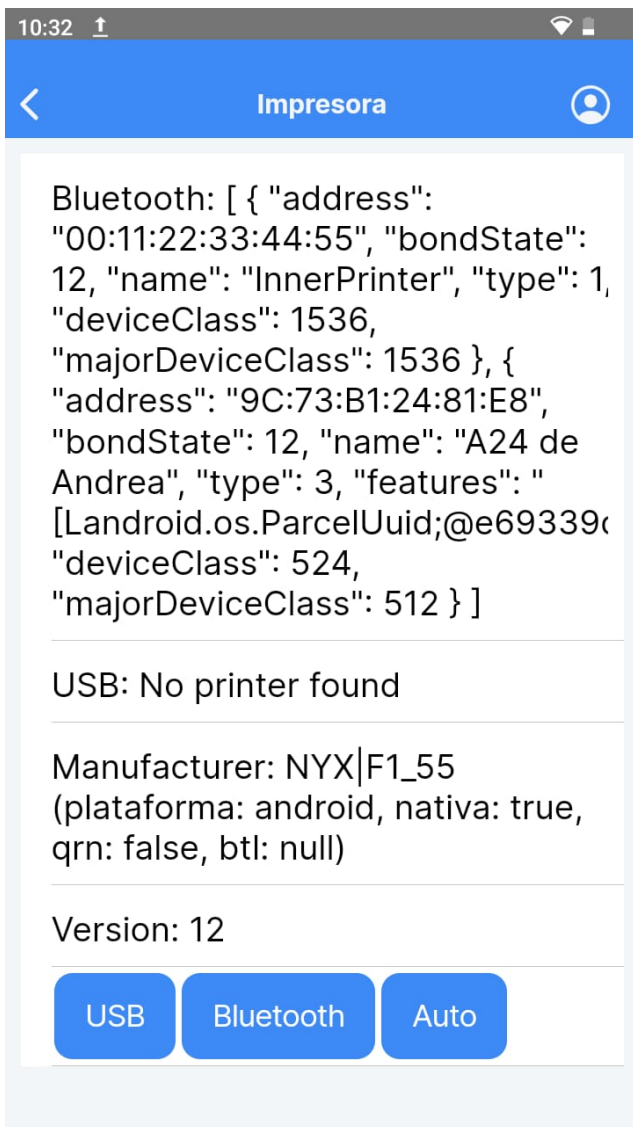 10:32
Impresora
Bluetooth: [ { "address":
"00:11:22:33:44:55", "bondState":
12, "name": "InnerPrinter", "type": 1,
"deviceClass": 1536,
"majorDeviceClass": 1536 }, {
"address": "9C:73:B1:24:81:E8",
"bondState": 12, "name": "A24 de
Andrea", "type": 3, "features": "
[Landroid.os.ParcelUuid;@e69339
"deviceClass": 524,
"majorDeviceClass": 512 } ]
USB: No printer found
Manufacturer: NYX|F1_55
(plataforma: android, nativa: true,
qrn: false, btl: null)
Version: 12
USB Bluetooth Auto